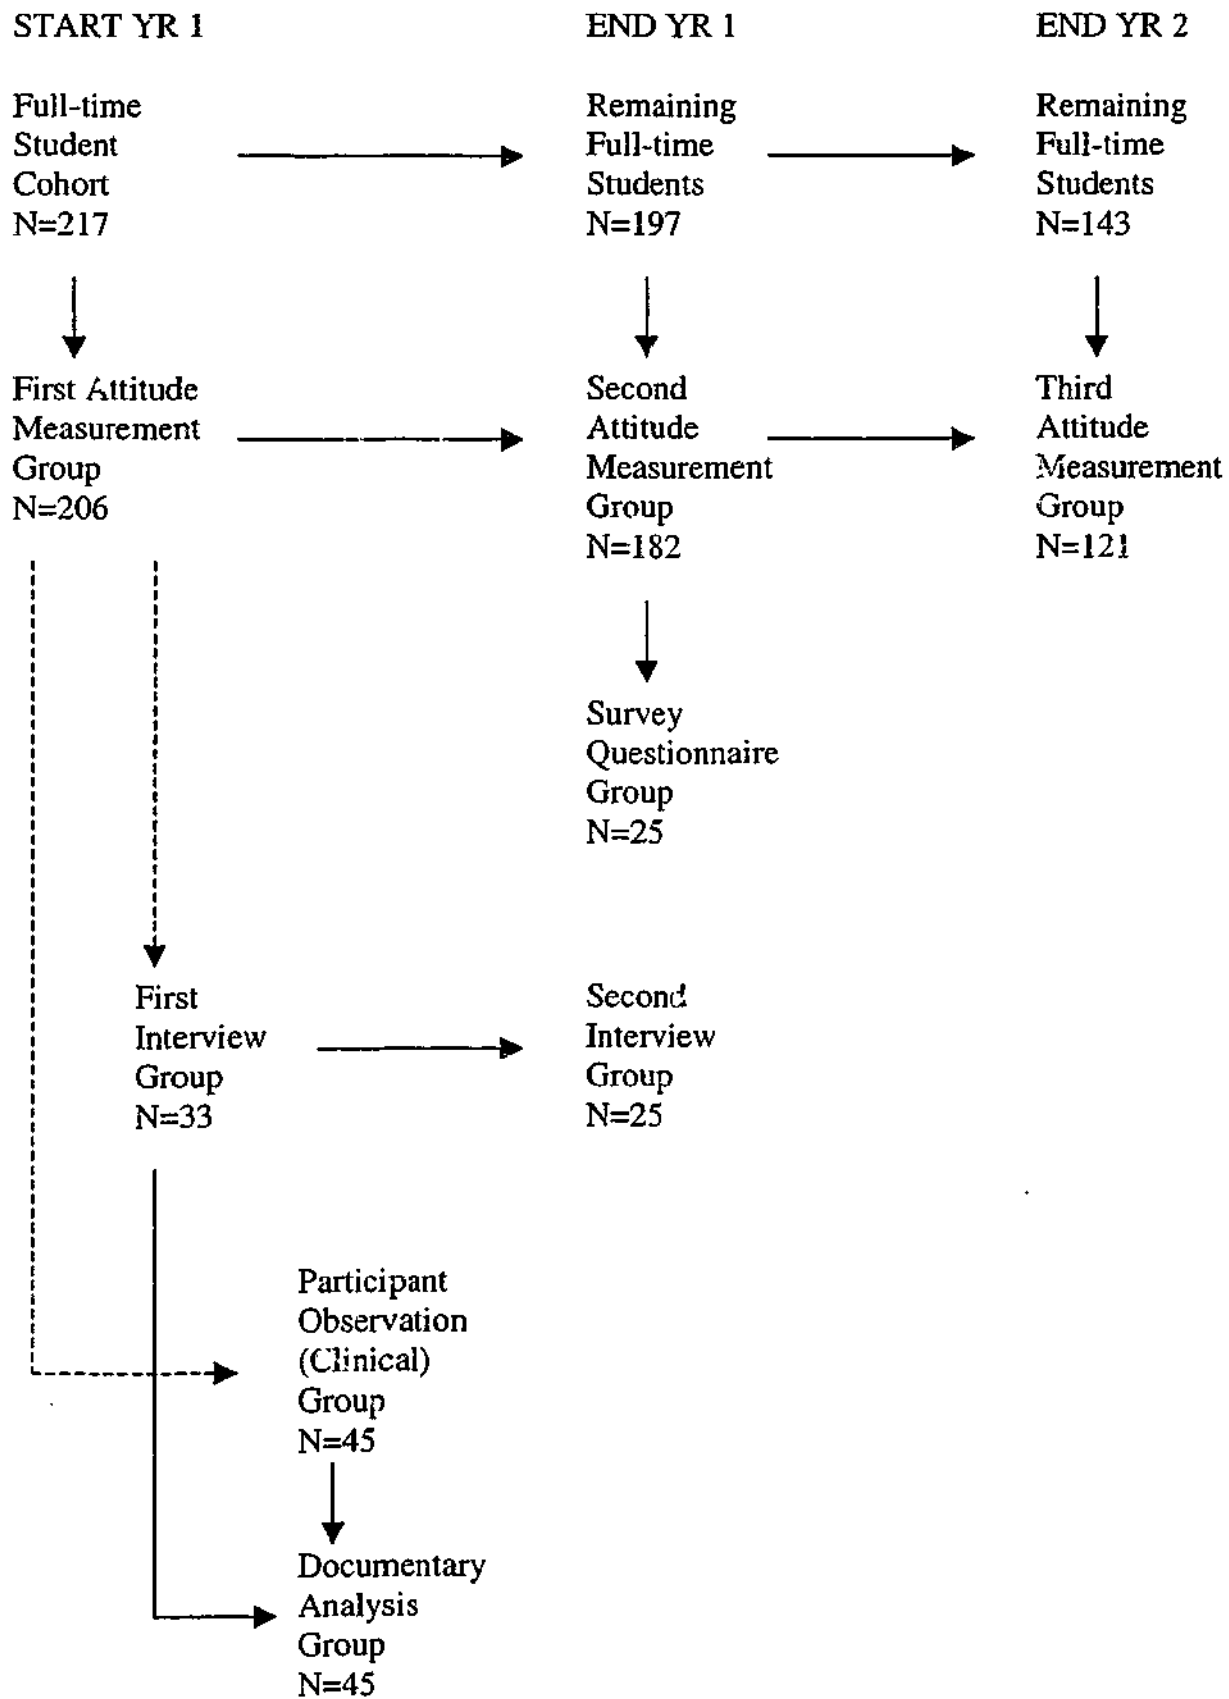 START YR 1
END YR 1
END YR 2
Full-time
Student
Cohort
N=217
Remaining
Full-time
Students
N=197
Remaining
Full-time
Students
N=143
First Attitude
Measurement
Group
N=206
Second
Attitude
Measurement
Group
N=182
Third
Attitude
Measurement
Group
N=121
Survey
Questionnaire
Group
N=25
First
Interview
Group
N=33
Second
Interview
Group
N=25
Participant
Observation
(Clinical)
Group
N=45
Documentary
Analysis
Group
N=45